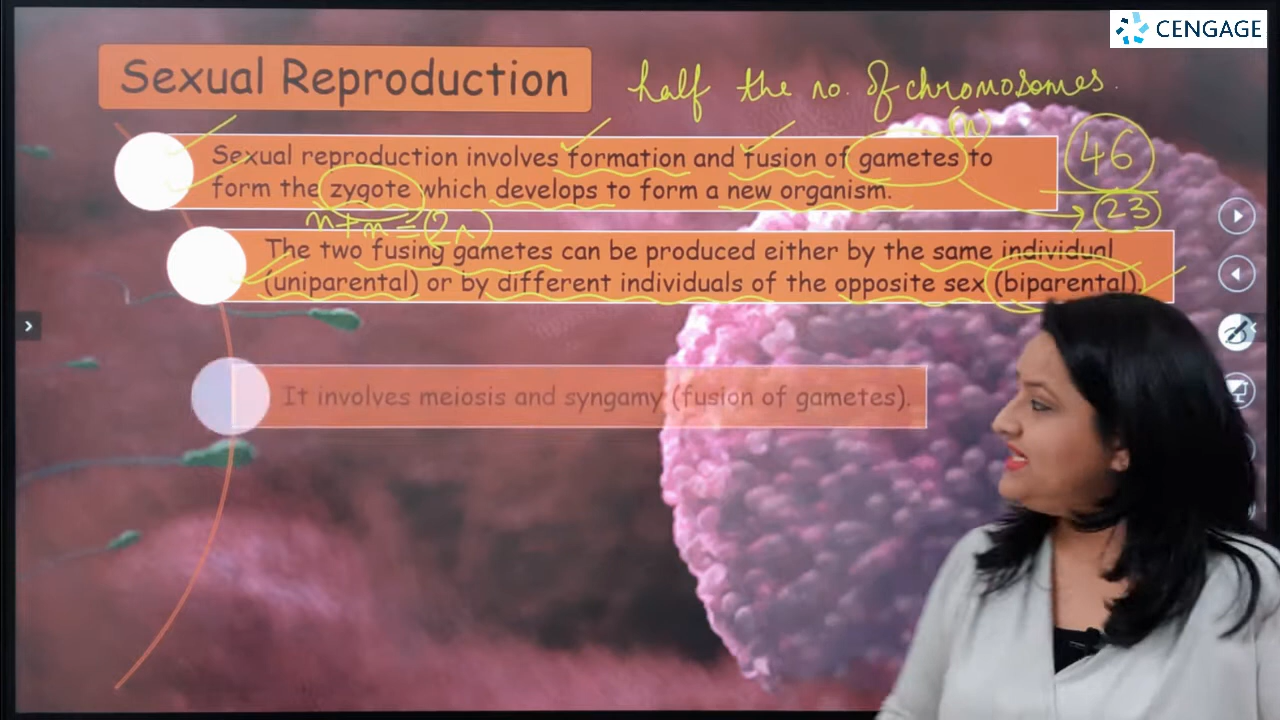 CENGAGE
Sexual Reproduction
half the no. of chromosomes.
(n)
Sexual reproduction involves formation and fusion of gametes to
form the zygote which develops to form a new organism.
46
23
n+n=(2n)
The two fusing gametes can be produced either by the same individual
(uniparental) or by different individuals of the opposite sex (biparental).
It involves meiosis and syngamy (fusion of gametes).